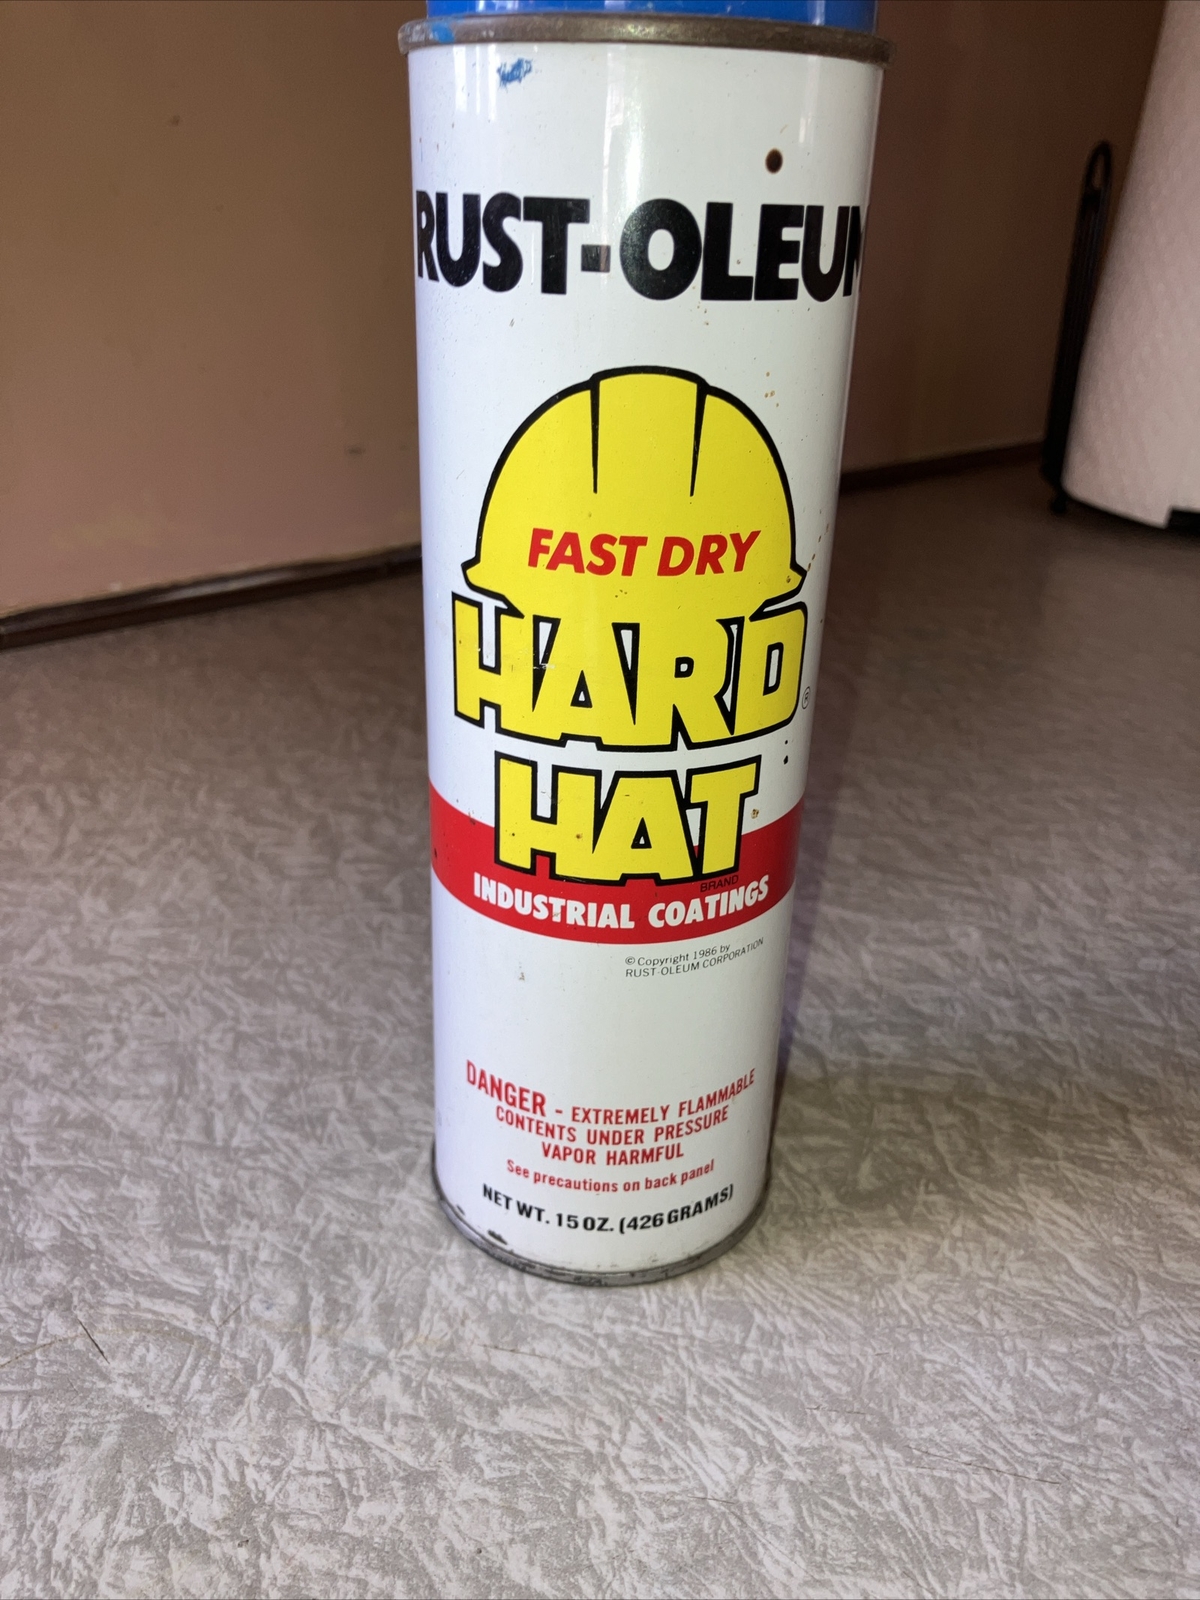 RUST-OLEUM
FAST DRY
HARD
®
HAT
BRAND
INDUSTRIAL COATINGS
© Copyright 1986 by
RUST-OLEUM CORPORATION
DANGER - EXTREMELY FLAMMABLE
CONTENTS UNDER PRESSURE
VAPOR HARMFUL
See precautions on back panel
NET WT. 15 OZ. (426 GRAMS)